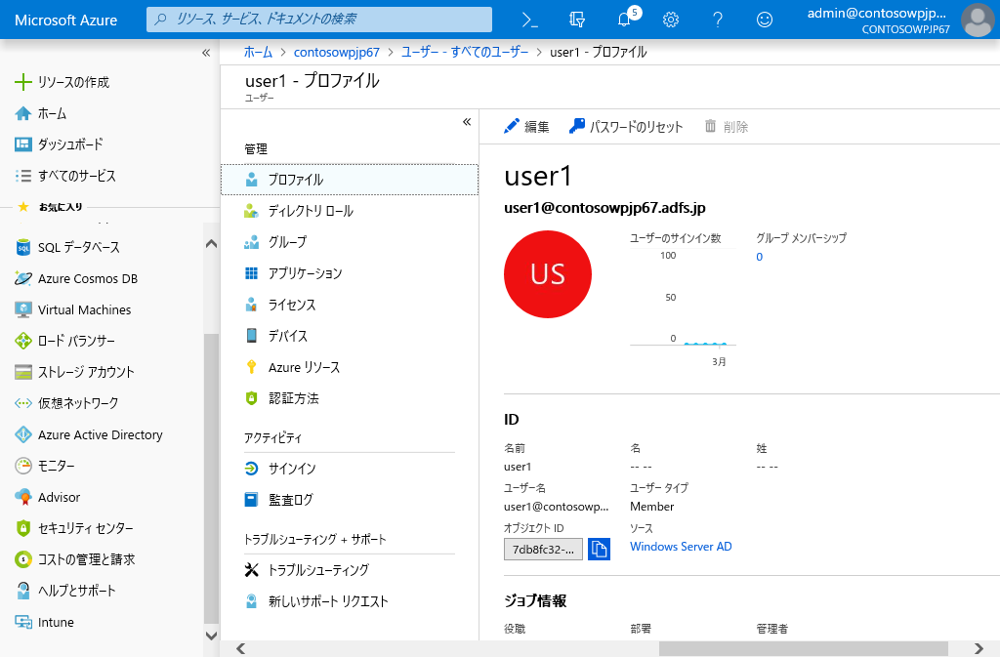 Microsoft Azure
リソース、サービス、ドキュメントの検索
5
admin@contosowpjp...
CONTOSOWPJP67
ホーム > contosowpjp67 > ユーザー - すべてのユーザー > user1 - プロファイル
user1 - プロファイル
ユーザー
リソースの作成
ホーム
ダッシュボード
すべてのサービス
お気に入り
SQL データベース
Azure Cosmos DB
Virtual Machines
ロード バランサー
ストレージ アカウント
仮想ネットワーク
Azure Active Directory
モニター
Advisor
セキュリティ センター
コストの管理と請求
ヘルプとサポート
Intune
管理
プロファイル
ディレクトリ ロール
グループ
アプリケーション
ライセンス
デバイス
Azure リソース
認証方法
アクティビティ
サインイン
監査ログ
トラブルシューティング + サポート
トラブルシューティング
新しいサポート リクエスト
編集 パスワードのリセット 削除
user1
user1@contosowpjp67.adfs.jp
US
ユーザーのサインイン数
100
50
0
3月
グループ メンバーシップ
0
ID
名前 名 姓
user1 -- -- -- --
ユーザー名 ユーザー タイプ
user1@contosowp... Member
オブジェクト ID ソース
7db8fc32-... Windows Server AD
ジョブ情報
役職 部署 管理者